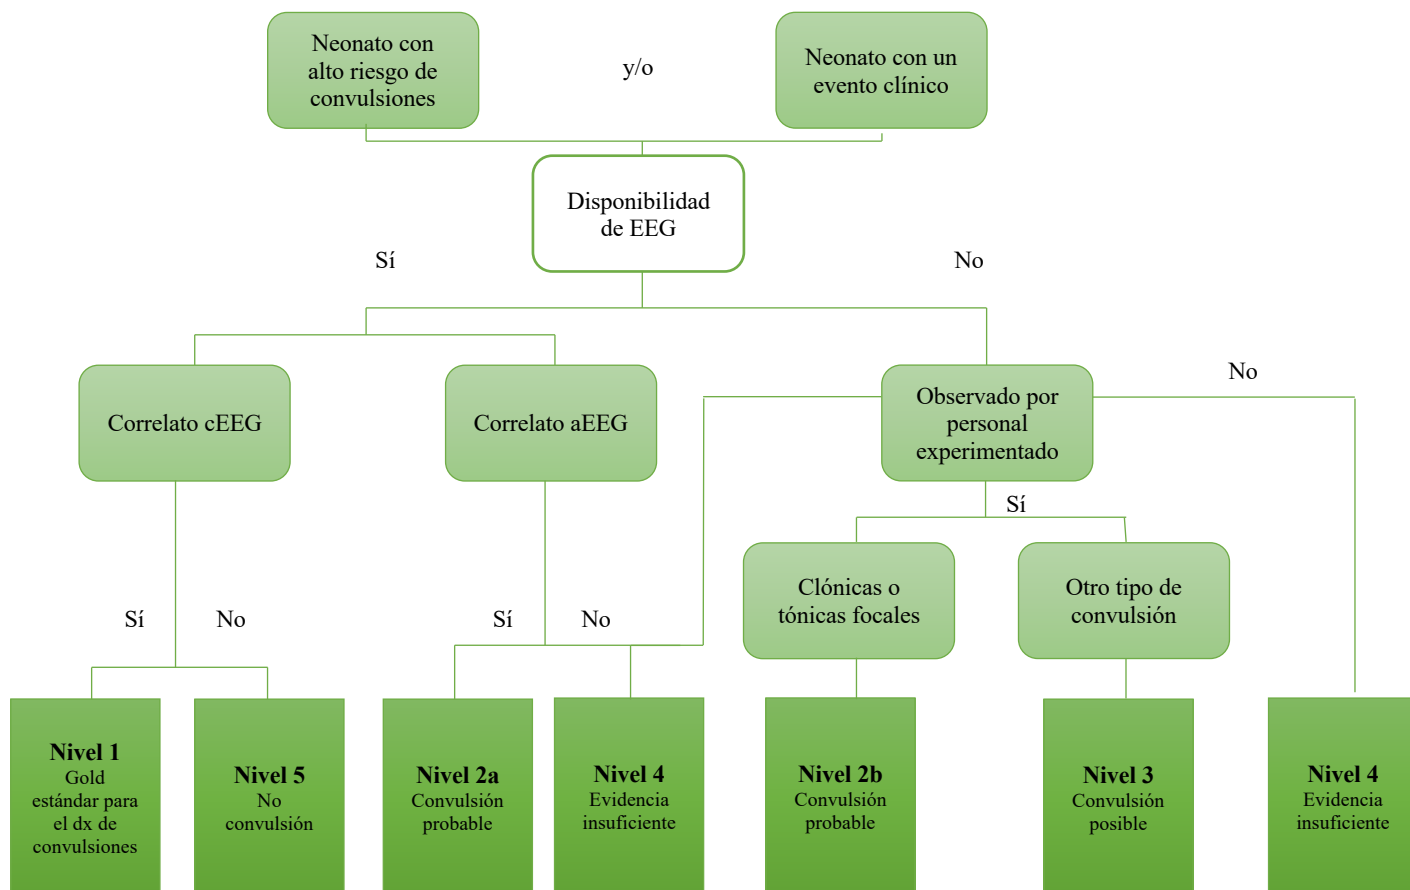 Neonato con
alto riesgo de
convulsiones
y/o
Neonato con un
evento clínico
Disponibilidad
de EEG
Sí
No
Correlato cEEG
Correlato aEEG
Observado por
personal
experimentado
No
Sí
Clónicas o
tónicas focales
Otro tipo de
convulsión
Sí
No
Sí
No
Nivel 1
Gold
estándar para
el dx de
convulsiones
Nivel 5
No
convulsión
Nivel 2a
Convulsión
probable
Nivel 4
Evidencia
insuficiente
Nivel 2b
Convulsión
probable
Nivel 3
Convulsión
posible
Nivel 4
Evidencia
insuficiente